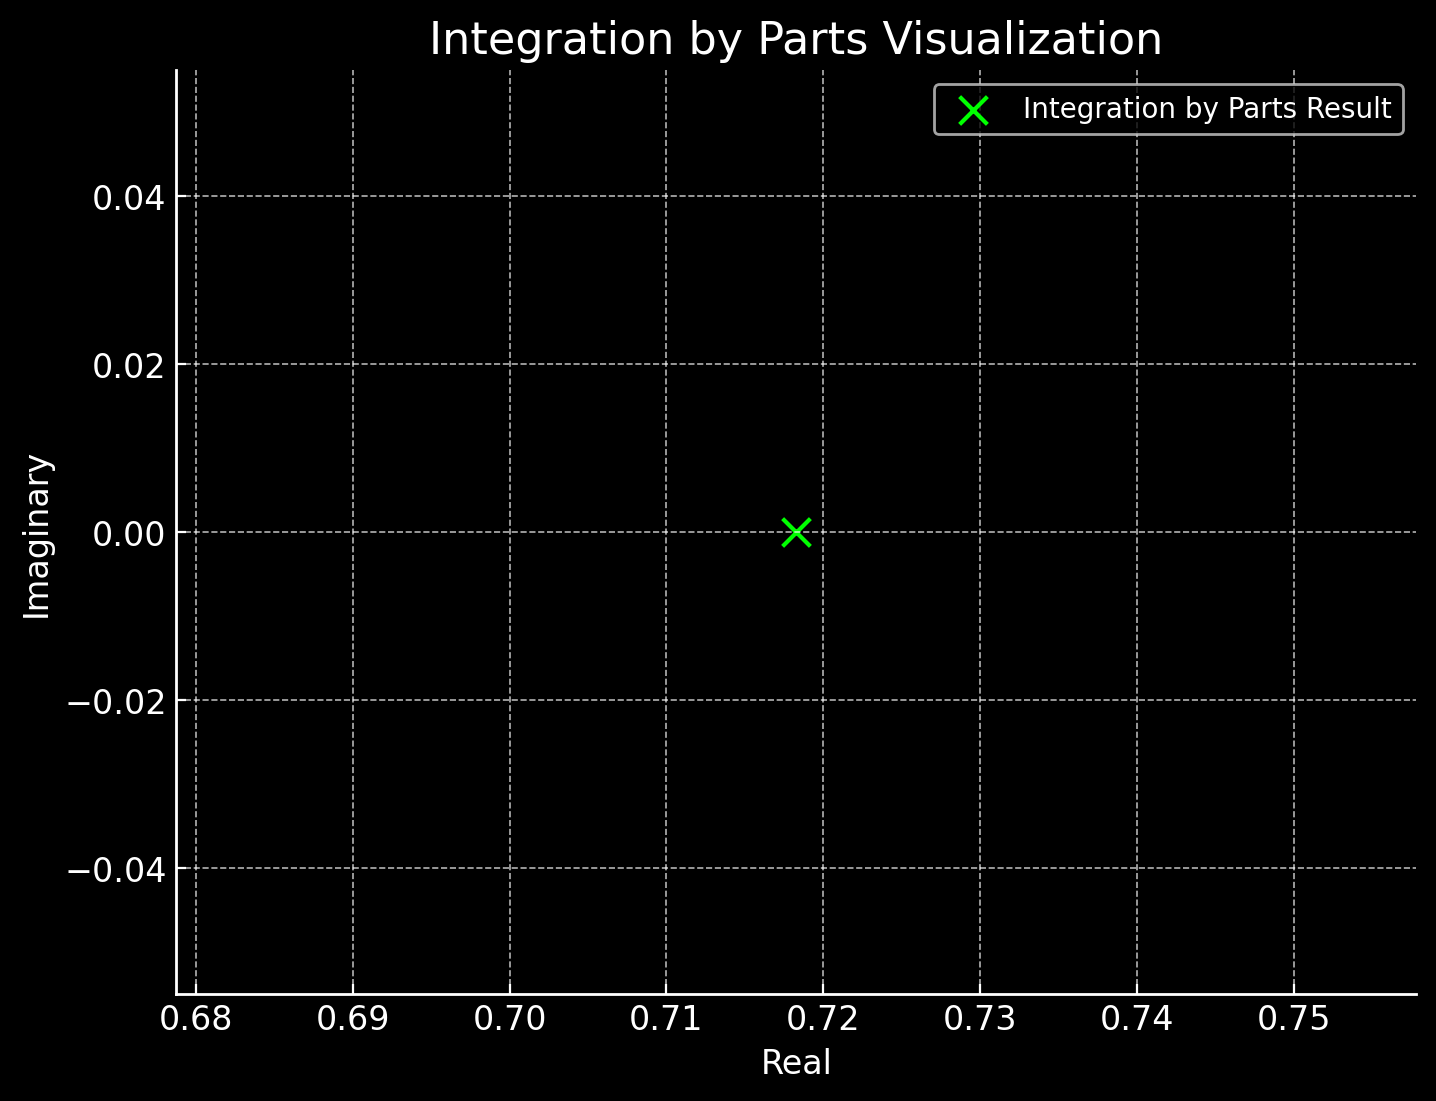 Integration by Parts Visualization
Integration by Parts Result
0.04
0.02
0.00
−0.02
−0.04
Imaginary
0.68 0.69 0.70 0.71 0.72 0.73 0.74 0.75
Real